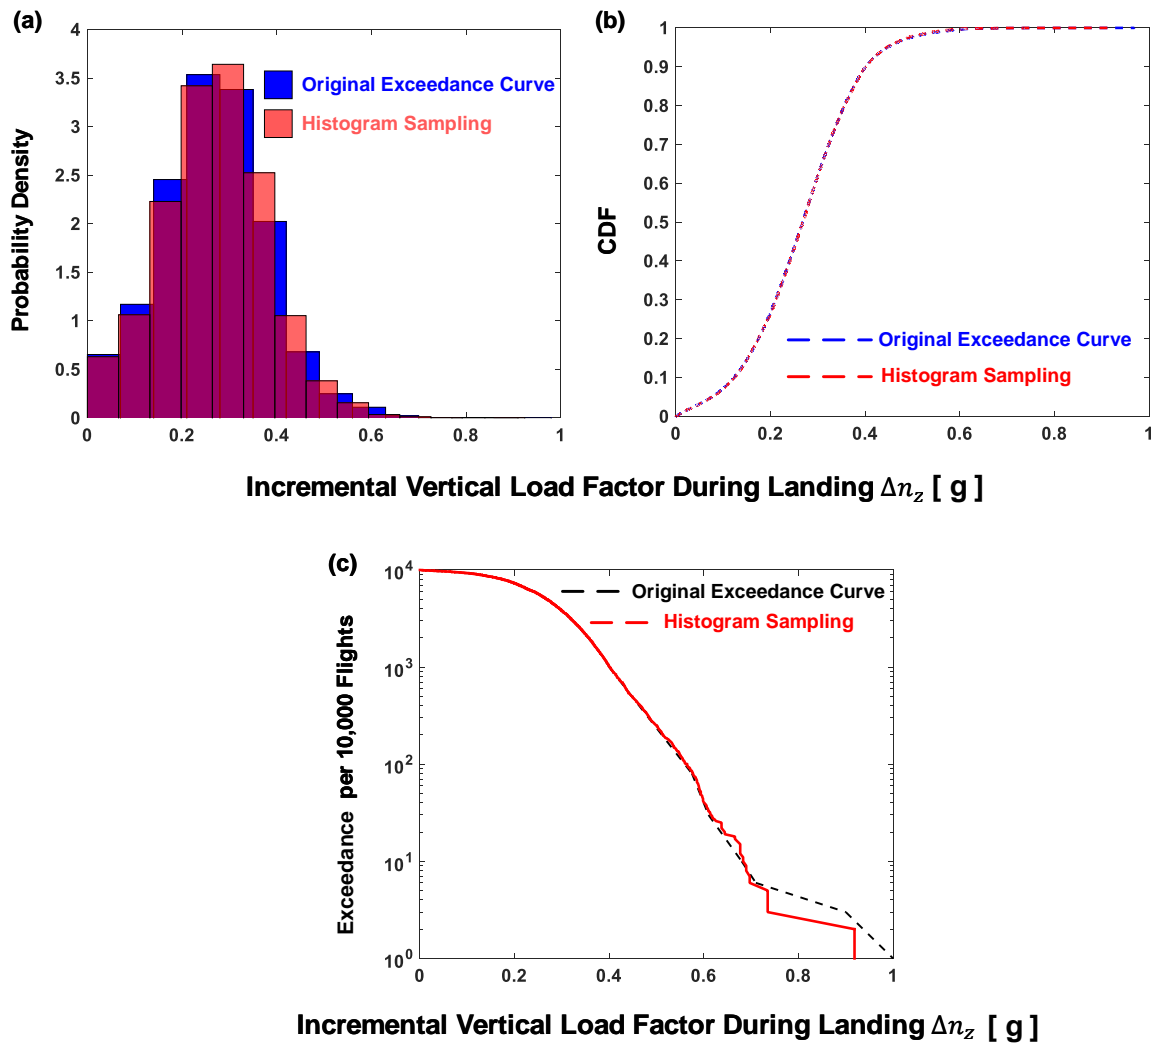 (a)
4
3.5
3
2.5
2
1.5
1
0.5
0
0 0.2 0.4 0.6 0.8 1
Probability Density
Original Exceedance Curve
Histogram Sampling
(b)
1
0.9
0.8
0.7
0.6
0.5
0.4
0.3
0.2
0.1
0
0 0.2 0.4 0.6 0.8 1
CDF
Original Exceedance Curve
Histogram Sampling
Incremental Vertical Load Factor During Landing Δn_z [ g ]
(c)
10^4
10^3
10^2
10^1
10^0
0 0.2 0.4 0.6 0.8 1
Exceedance per 10,000 Flights
Original Exceedance Curve
Histogram Sampling
Incremental Vertical Load Factor During Landing Δn_z [ g ]